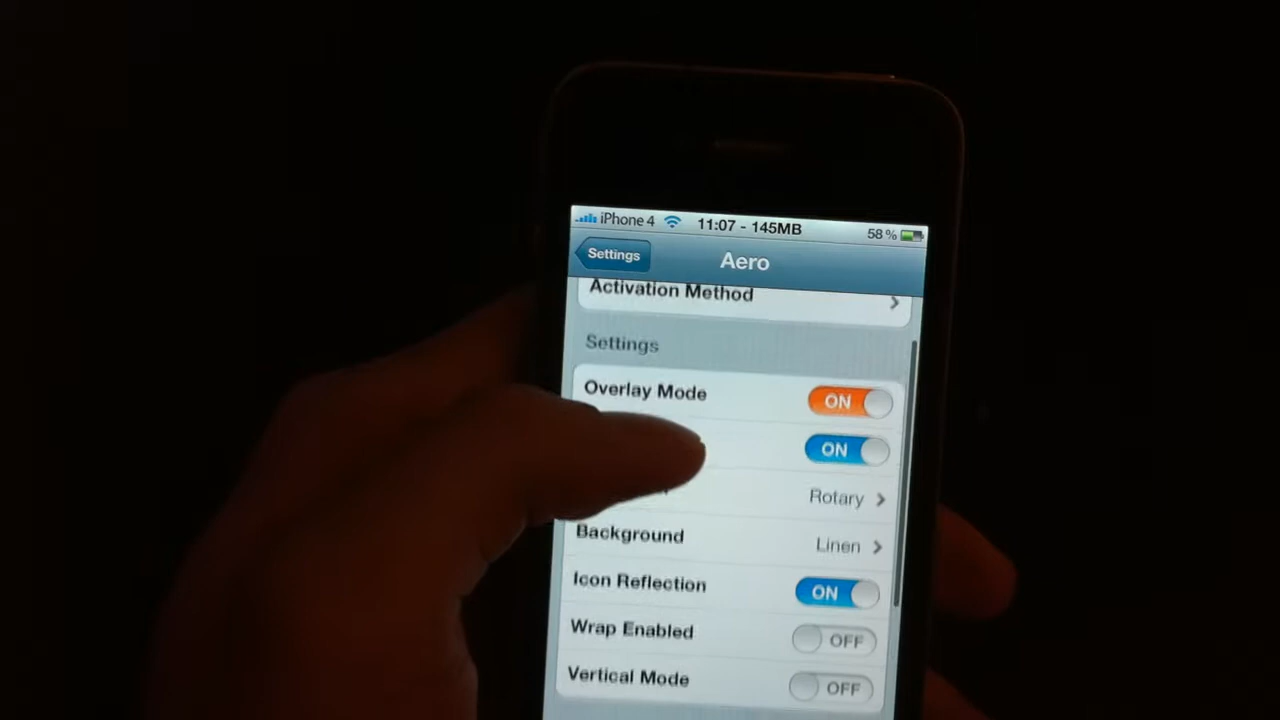 iPhone 4 11:07 - 145MB 58%
Settings Aero
Activation Method
Settings
Overlay Mode ON
ON
Rotary
Background Linen
Icon Reflection ON
Wrap Enabled OFF
Vertical Mode OFF